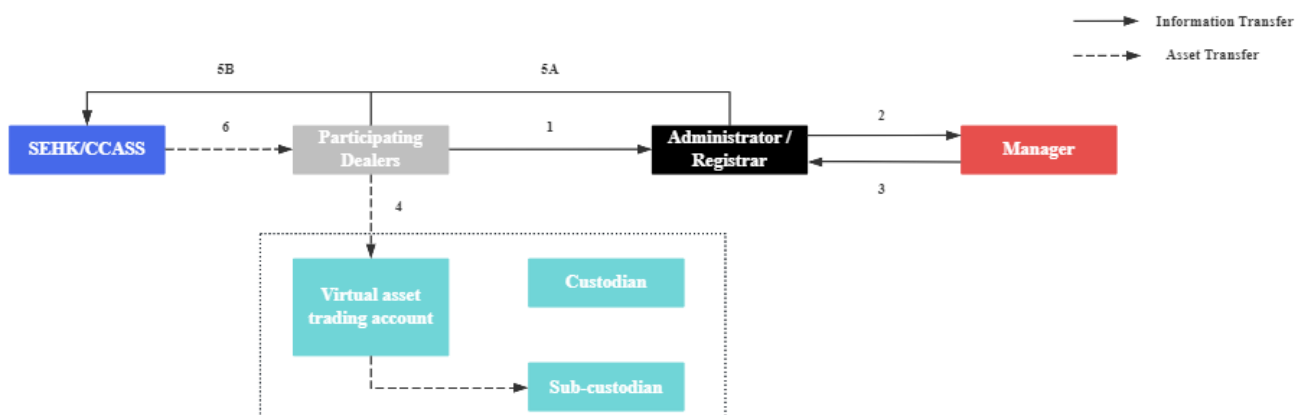 Information Transfer
Asset Transfer
5B
5A
SEHK/CCASS
6
Participating
Dealers
1
Administrator /
Registrar
2
3
Manager
4
Virtual asset
trading account
Custodian
Sub-custodian